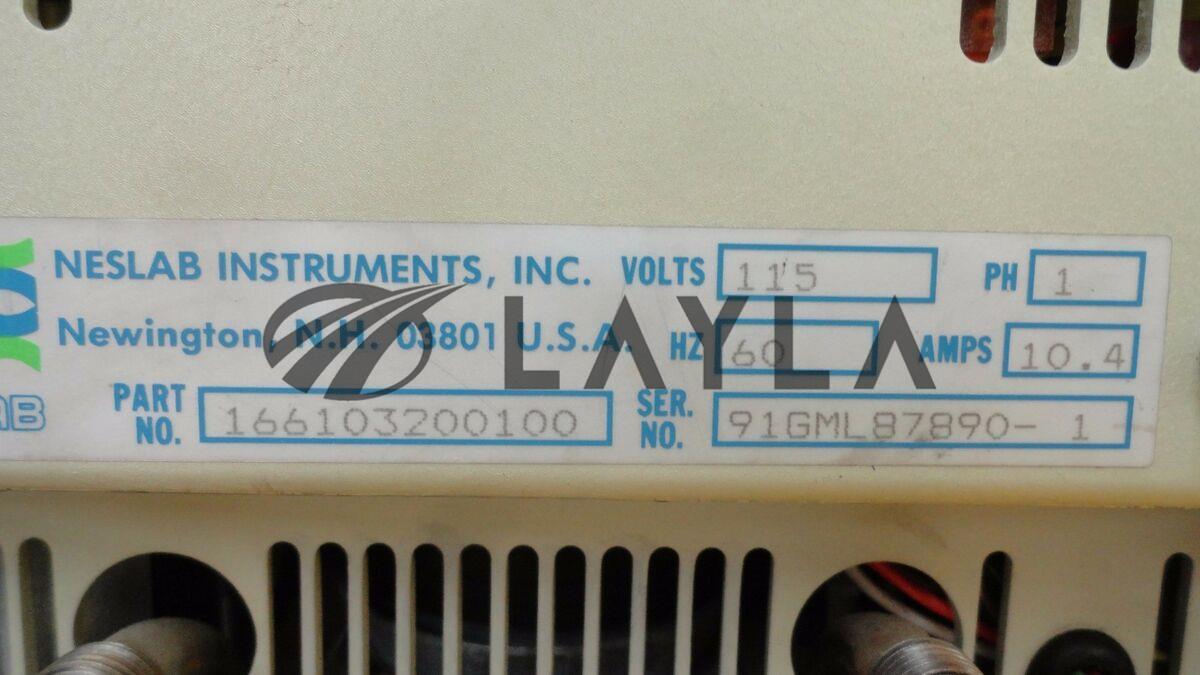 NESLAB INSTRUMENTS, INC. VOLTS 115 PH 1
Newington, N.H. 03801 U.S.A. HZ 60 AMPS 10.4
LAYLA
PART NO. 166103200100 SER. NO. 91GML87890- 1
AB